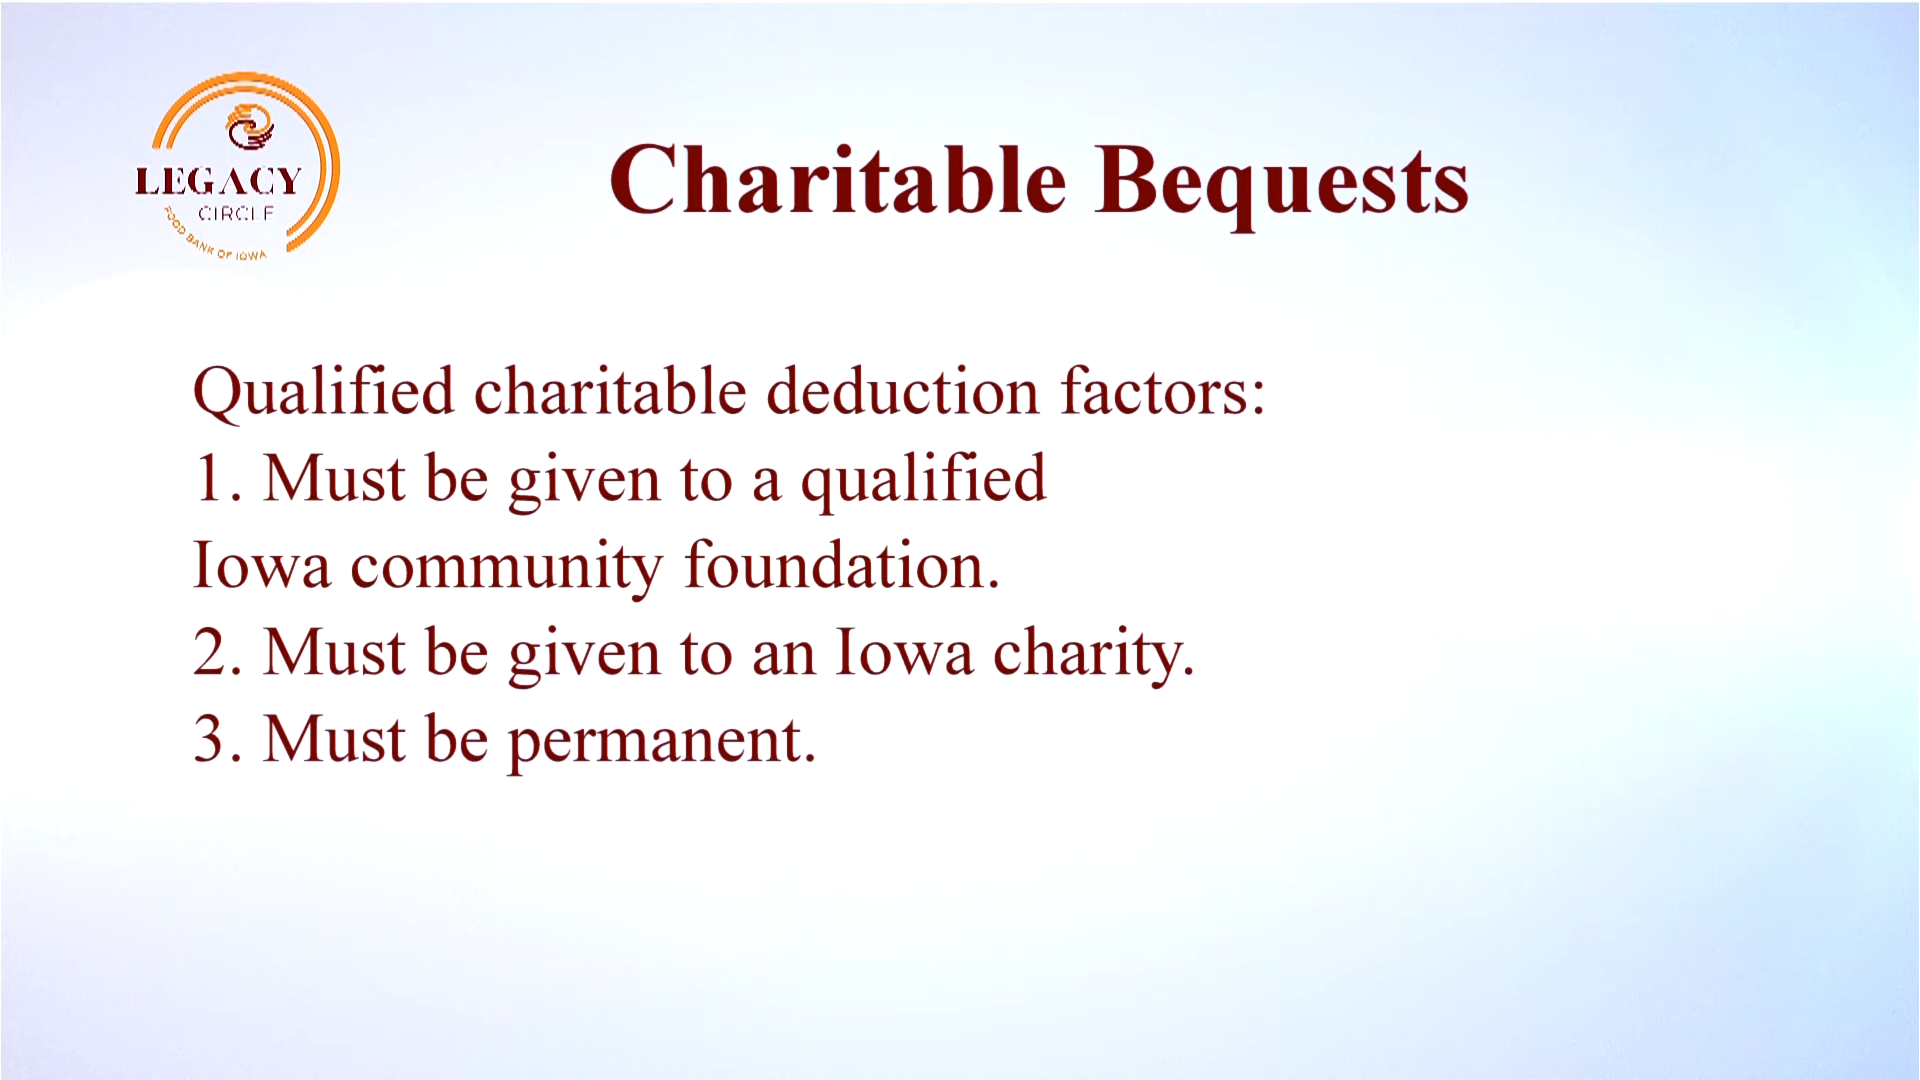 LEGACY
CIRCLE
FOOD BANK OF IOWA
Charitable Bequests
Qualified charitable deduction factors:
1. Must be given to a qualified
Iowa community foundation.
2. Must be given to an Iowa charity.
3. Must be permanent.